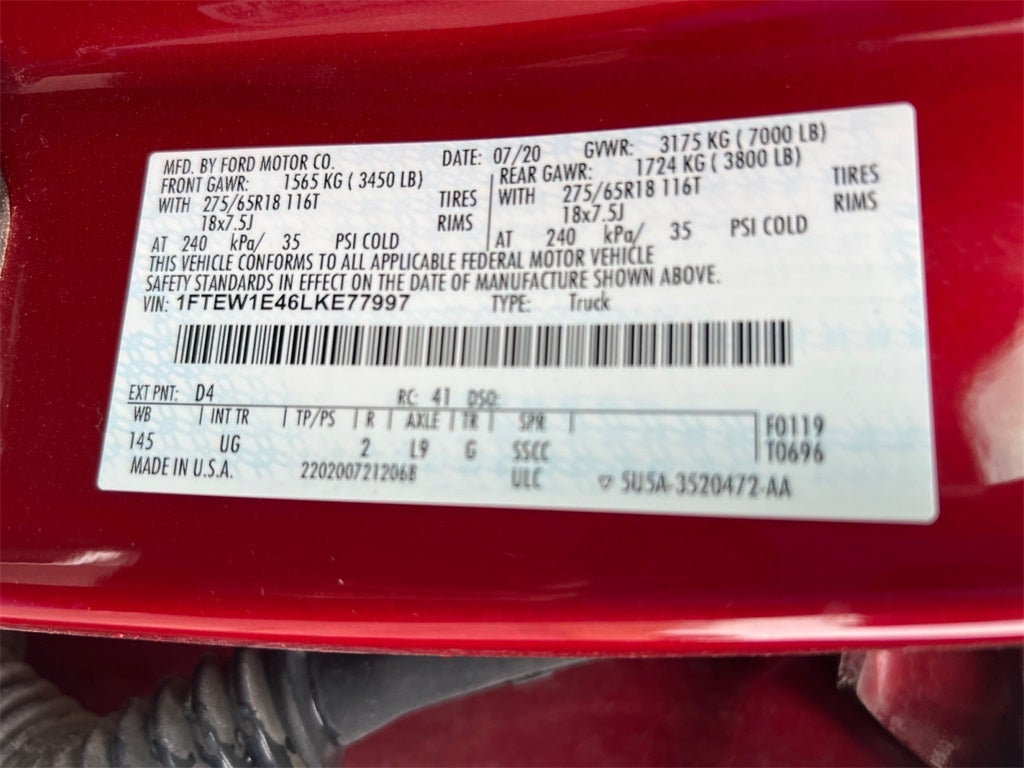 MFD. BY FORD MOTOR CO. DATE: 07/20 GVWR: 3175 KG ( 7000 LB)
FRONT GAWR: 1565 KG ( 3450 LB) REAR GAWR: 1724 KG ( 3800 LB)
WITH 275/65R18 116T TIRES WITH 275/65R18 116T TIRES
18x7.5J RIMS 18x7.5J RIMS
AT 240 kPa/ 35 PSI COLD AT 240 kPa/ 35 PSI COLD
THIS VEHICLE CONFORMS TO ALL APPLICABLE FEDERAL MOTOR VEHICLE
SAFETY STANDARDS IN EFFECT ON THE DATE OF MANUFACTURE SHOWN ABOVE.
VIN: 1FTEW1E46LKE77997 TYPE: Truck
EXT PNT: D4 RC: 41 DSO:
WB INT TR TP/PS R AXLE TR SPR F0119
145 UG 2 L9 G SSCC T0696
MADE IN U.S.A. 22020072120​6B ULC ▽ 5U5A-3520472-AA